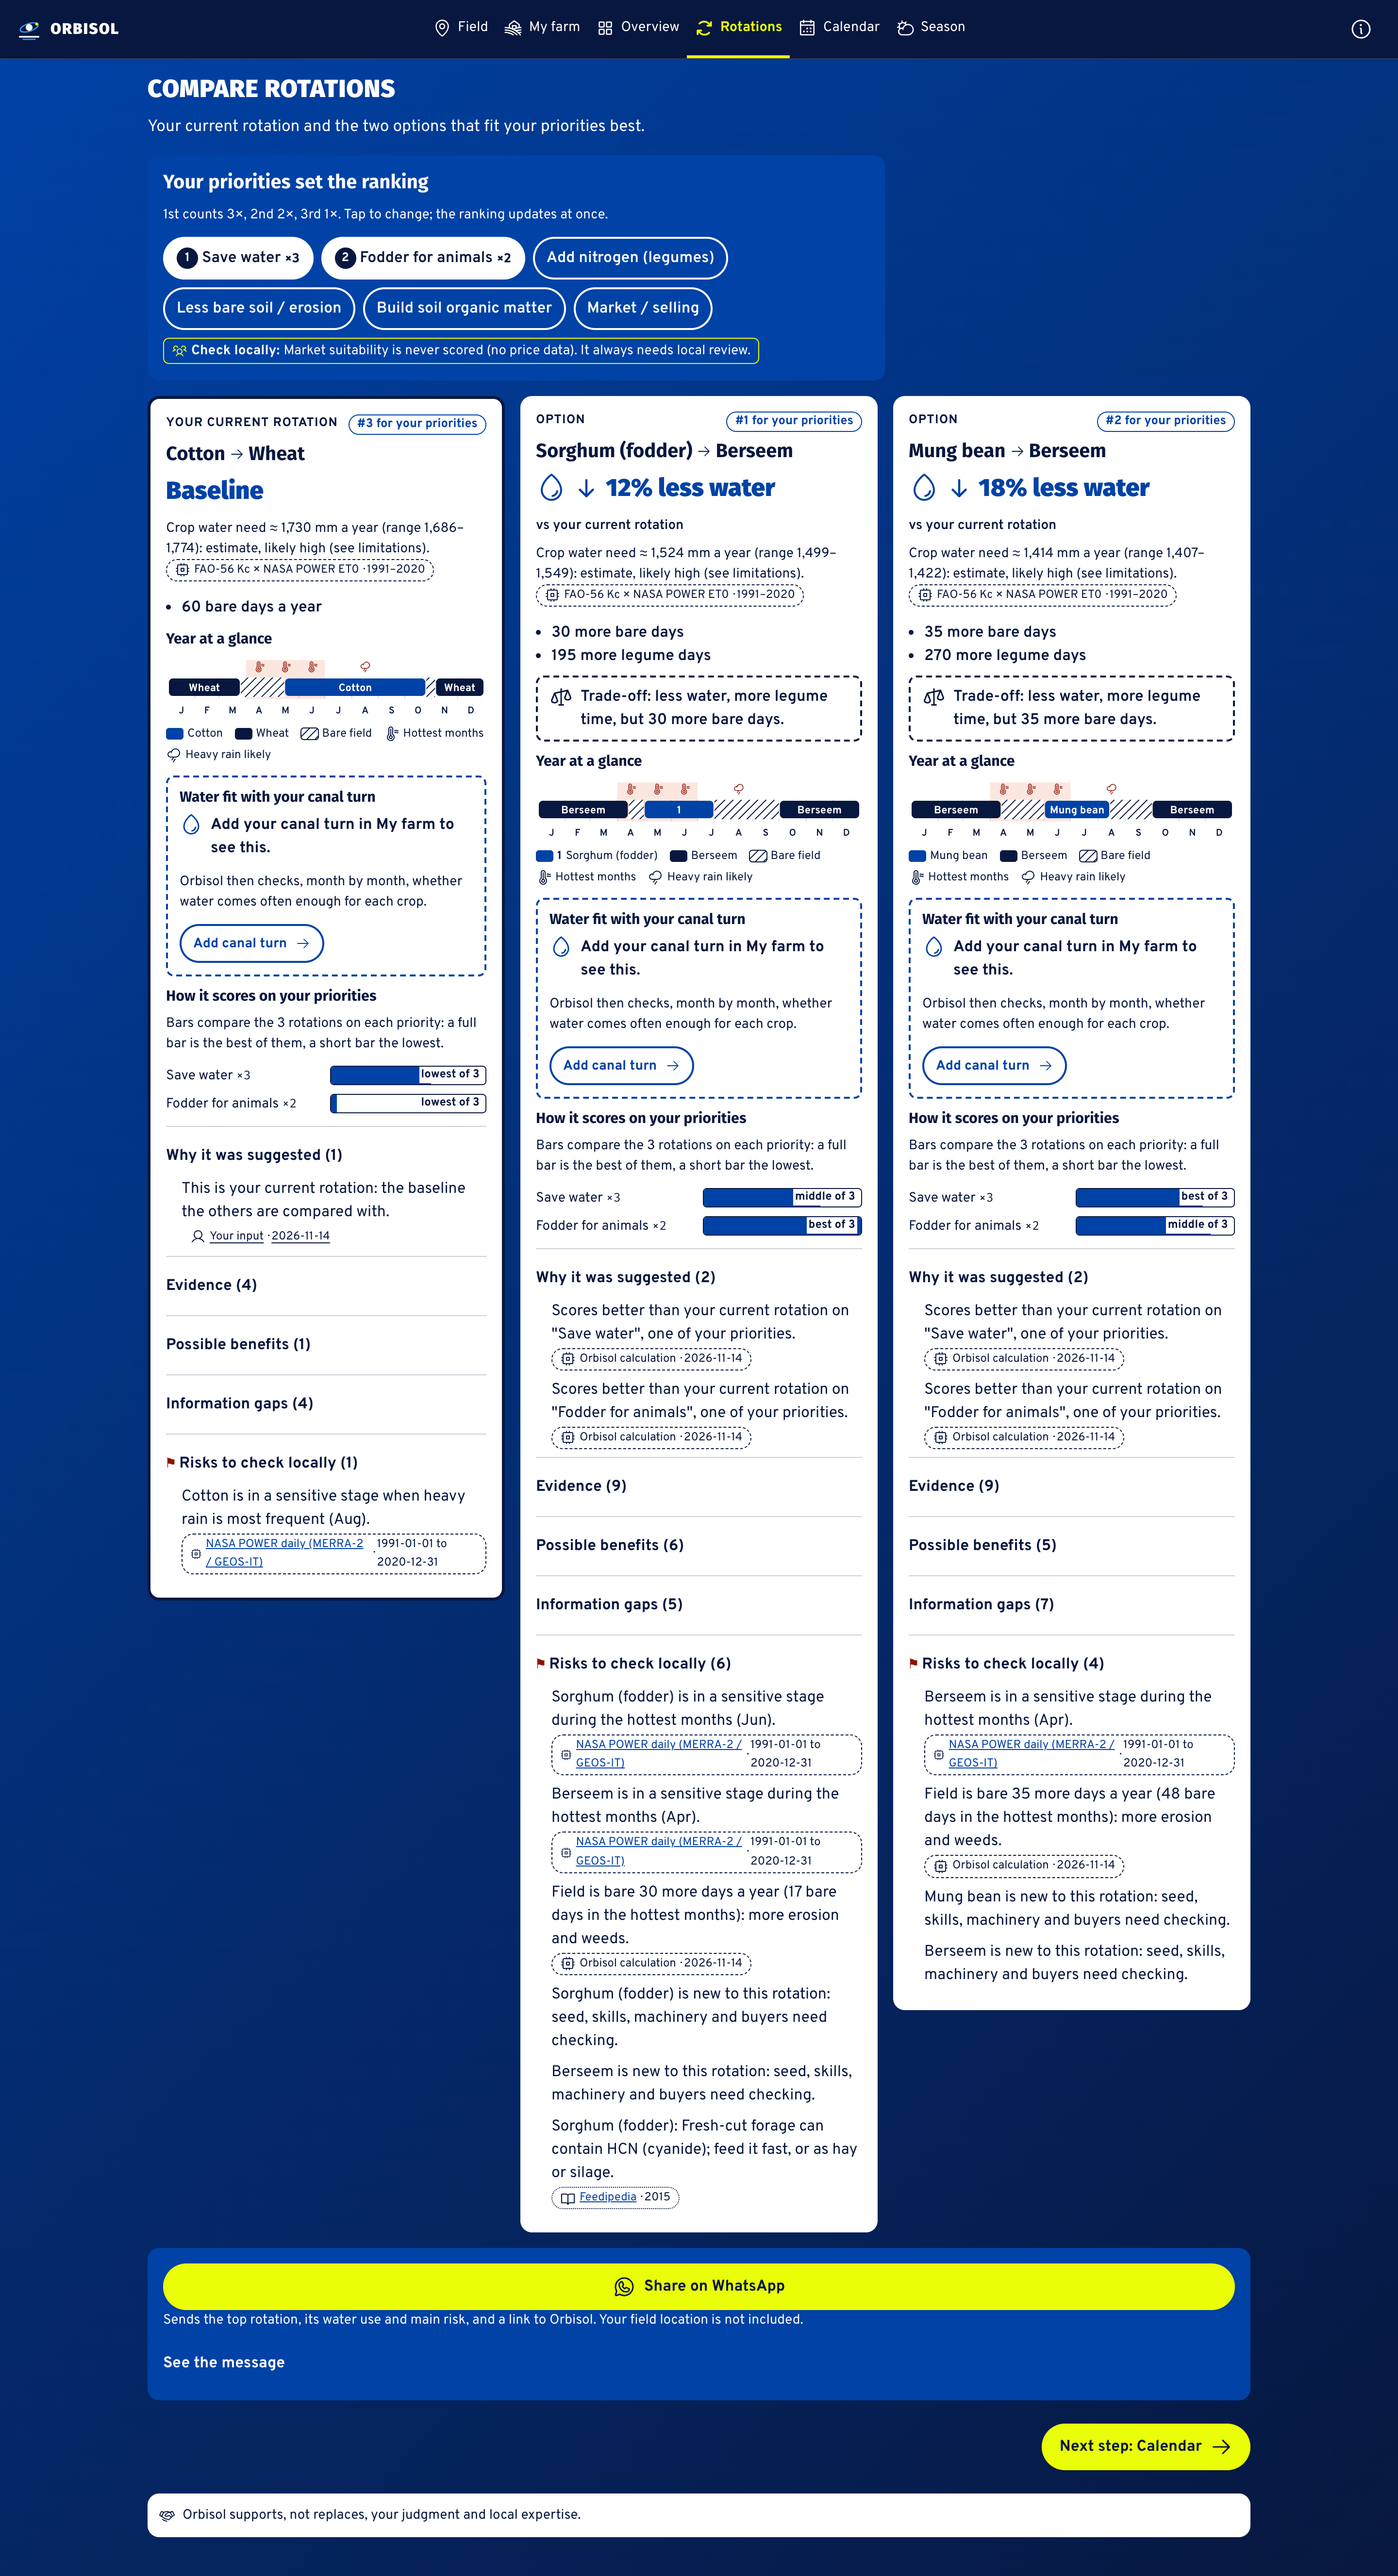 ORBISOL
Field
My farm
Overview
Rotations
Calendar
Season
COMPARE ROTATIONS
Your current rotation and the two options that fit your priorities best.
Your priorities set the ranking
1st counts 3×, 2nd 2×, 3rd 1×. Tap to change; the ranking updates at once.
1 Save water ×3
2 Fodder for animals ×2
Add nitrogen (legumes)
Less bare soil / erosion
Build soil organic matter
Market / selling
Check locally: Market suitability is never scored (no price data). It always needs local review.
YOUR CURRENT ROTATION
#3 for your priorities
Cotton → Wheat
Baseline
Crop water need ≈ 1,730 mm a year (range 1,686–
1,774): estimate, likely high (see limitations).
FAO-56 Kc × NASA POWER ET0 · 1991–2020
• 60 bare days a year
Year at a glance
Wheat Cotton Wheat
J F M A M J J A S O N D
Cotton Wheat Bare field Hottest months
Heavy rain likely
Water fit with your canal turn
Add your canal turn in My farm to
see this.
Orbisol then checks, month by month, whether
water comes often enough for each crop.
Add canal turn →
How it scores on your priorities
Bars compare the 3 rotations on each priority: a full
bar is the best of them, a short bar the lowest.
Save water ×3 lowest of 3
Fodder for animals ×2 lowest of 3
Why it was suggested (1)
This is your current rotation: the baseline
the others are compared with.
Your input · 2026-11-14
Evidence (4)
Possible benefits (1)
Information gaps (4)
Risks to check locally (1)
Cotton is in a sensitive stage when heavy
rain is most frequent (Aug).
NASA POWER daily (MERRA-2 · 1991-01-01 to
/ GEOS-IT) 2020-12-31
OPTION
#1 for your priorities
Sorghum (fodder) → Berseem
↓ 12% less water
vs your current rotation
Crop water need ≈ 1,524 mm a year (range 1,499–
1,549): estimate, likely high (see limitations).
FAO-56 Kc × NASA POWER ET0 · 1991–2020
• 30 more bare days
• 195 more legume days
Trade-off: less water, more legume
time, but 30 more bare days.
Year at a glance
Berseem 1 Berseem
J F M A M J J A S O N D
1 Sorghum (fodder) Berseem Bare field
Hottest months Heavy rain likely
Water fit with your canal turn
Add your canal turn in My farm to
see this.
Orbisol then checks, month by month, whether
water comes often enough for each crop.
Add canal turn →
How it scores on your priorities
Bars compare the 3 rotations on each priority: a full
bar is the best of them, a short bar the lowest.
Save water ×3 middle of 3
Fodder for animals ×2 best of 3
Why it was suggested (2)
Scores better than your current rotation on
"Save water", one of your priorities.
Orbisol calculation · 2026-11-14
Scores better than your current rotation on
"Fodder for animals", one of your priorities.
Orbisol calculation · 2026-11-14
Evidence (9)
Possible benefits (6)
Information gaps (5)
Risks to check locally (6)
Sorghum (fodder) is in a sensitive stage
during the hottest months (Jun).
NASA POWER daily (MERRA-2 / · 1991-01-01 to
GEOS-IT) 2020-12-31
Berseem is in a sensitive stage during the
hottest months (Apr).
NASA POWER daily (MERRA-2 / · 1991-01-01 to
GEOS-IT) 2020-12-31
Field is bare 30 more days a year (17 bare
days in the hottest months): more erosion
and weeds.
Orbisol calculation · 2026-11-14
Sorghum (fodder) is new to this rotation:
seed, skills, machinery and buyers need
checking.
Berseem is new to this rotation: seed, skills,
machinery and buyers need checking.
Sorghum (fodder): Fresh-cut forage can
contain HCN (cyanide); feed it fast, or as hay
or silage.
Feedipedia · 2015
OPTION
#2 for your priorities
Mung bean → Berseem
↓ 18% less water
vs your current rotation
Crop water need ≈ 1,414 mm a year (range 1,407–
1,422): estimate, likely high (see limitations).
FAO-56 Kc × NASA POWER ET0 · 1991–2020
• 35 more bare days
• 270 more legume days
Trade-off: less water, more legume
time, but 35 more bare days.
Year at a glance
Berseem Mung bean Berseem
J F M A M J J A S O N D
Mung bean Berseem Bare field
Hottest months Heavy rain likely
Water fit with your canal turn
Add your canal turn in My farm to
see this.
Orbisol then checks, month by month, whether
water comes often enough for each crop.
Add canal turn →
How it scores on your priorities
Bars compare the 3 rotations on each priority: a full
bar is the best of them, a short bar the lowest.
Save water ×3 best of 3
Fodder for animals ×2 middle of 3
Why it was suggested (2)
Scores better than your current rotation on
"Save water", one of your priorities.
Orbisol calculation · 2026-11-14
Scores better than your current rotation on
"Fodder for animals", one of your priorities.
Orbisol calculation · 2026-11-14
Evidence (9)
Possible benefits (5)
Information gaps (7)
Risks to check locally (4)
Berseem is in a sensitive stage during the
hottest months (Apr).
NASA POWER daily (MERRA-2 / · 1991-01-01 to
GEOS-IT) 2020-12-31
Field is bare 35 more days a year (48 bare
days in the hottest months): more erosion
and weeds.
Orbisol calculation · 2026-11-14
Mung bean is new to this rotation: seed,
skills, machinery and buyers need checking.
Berseem is new to this rotation: seed, skills,
machinery and buyers need checking.
Share on WhatsApp
Sends the top rotation, its water use and main risk, and a link to Orbisol. Your field location is not included.
See the message
Next step: Calendar →
Orbisol supports, not replaces, your judgment and local expertise.